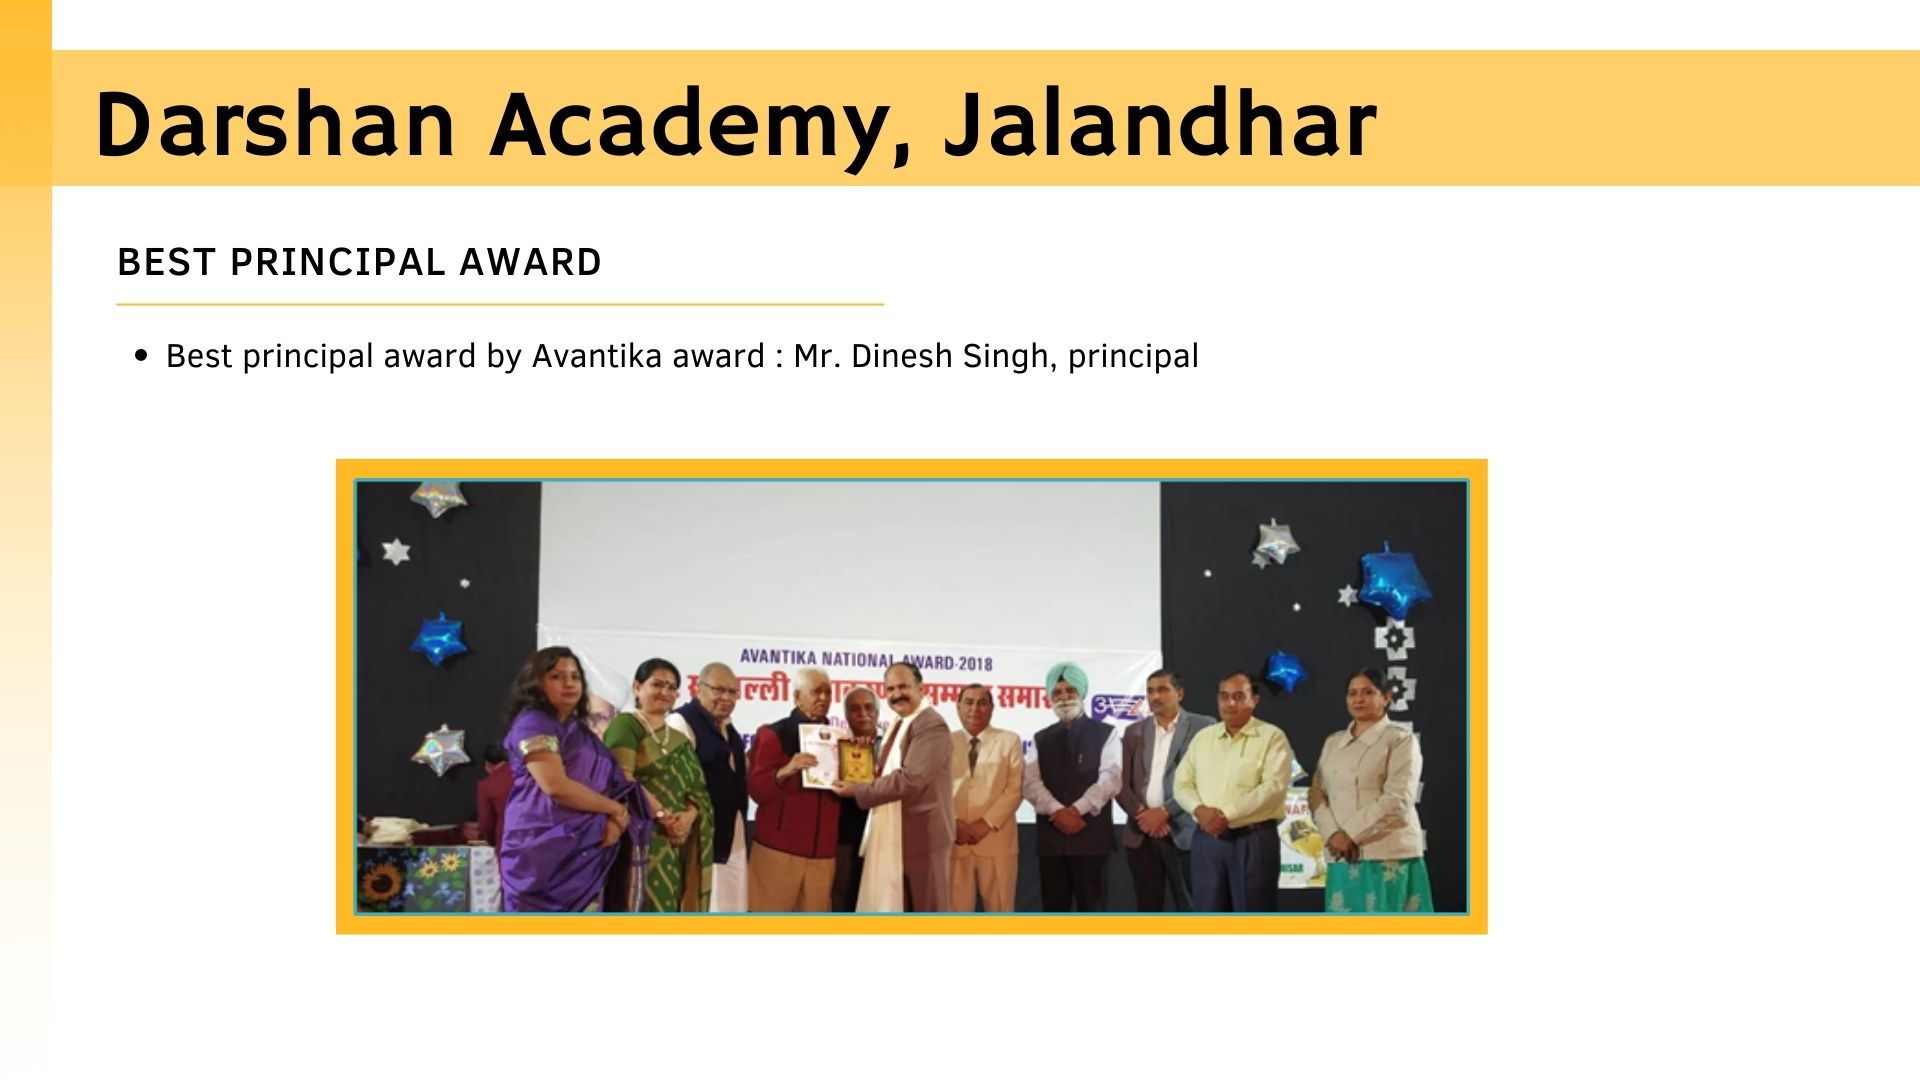 Darshan Academy, Jalandhar
BEST PRINCIPAL AWARD
• Best principal award by Avantika award : Mr. Dinesh Singh, principal
AVANTIKA NATIONAL AWARD-2018